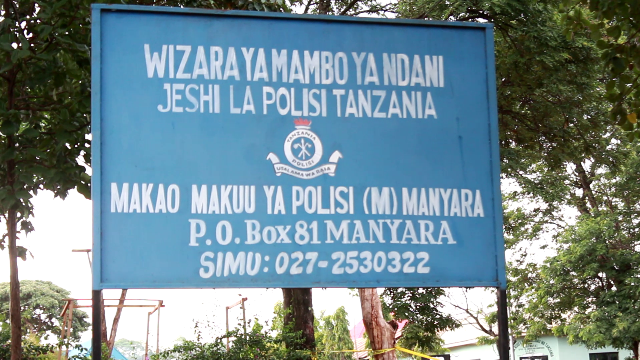 WIZARA YA MAMBO YA NDANI
JESHI LA POLISI TANZANIA
TANZANIA
POLISI
USALAMA WA RAIA
MAKAO MAKUU YA POLISI (M) MANYARA
P.O. Box 81 MANYARA
SIMU: 027-2530322